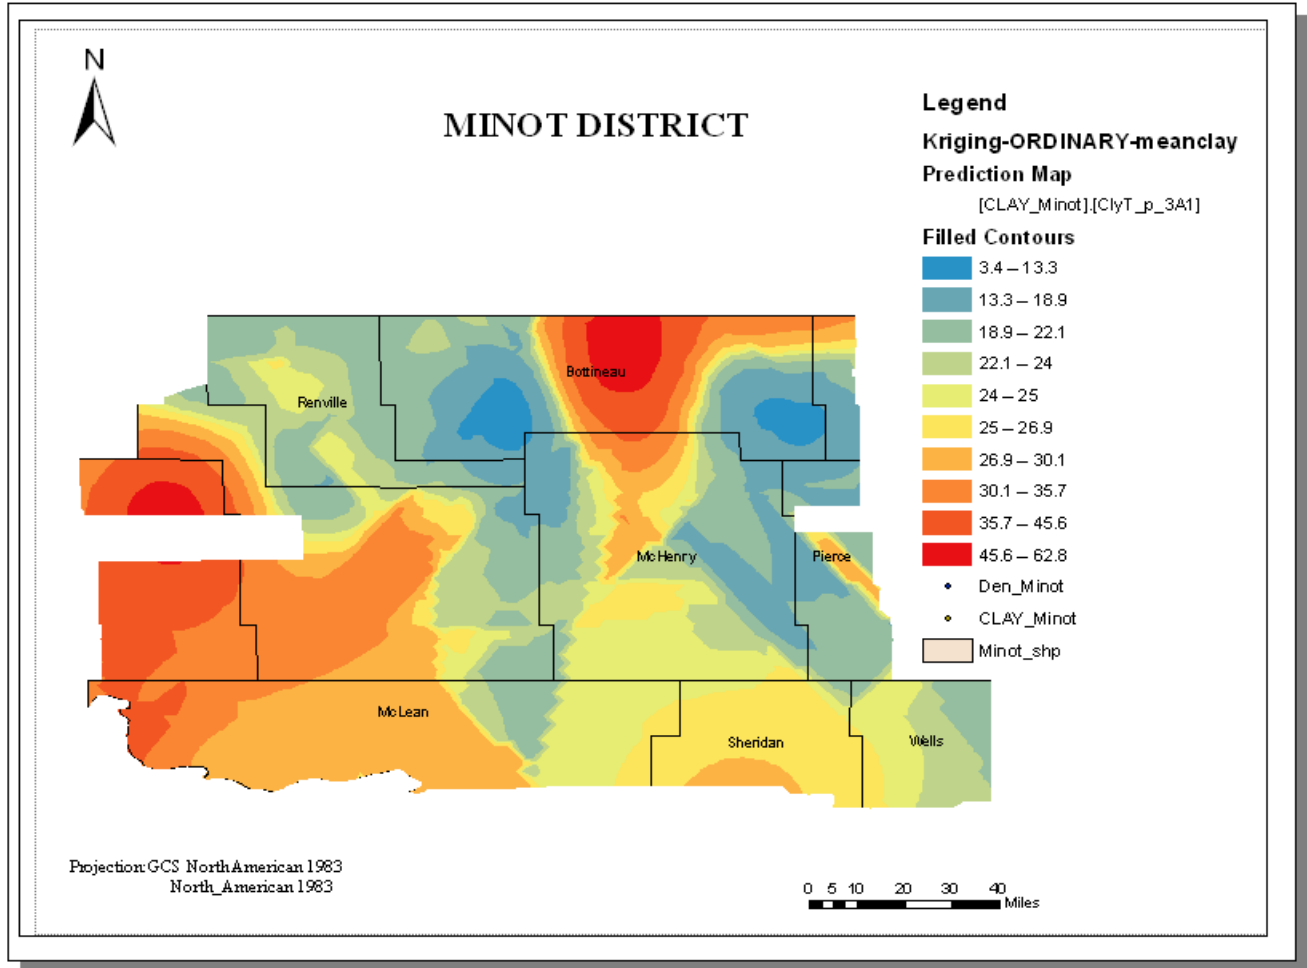 N
MINOT DISTRICT
Legend
Kriging-ORDINARY-meanclay
Prediction Map
[CLAY_Minot].[ClyT_p_3A1]
Filled Contours
3.4 – 13.3
13.3 – 18.9
18.9 – 22.1
22.1 – 24
24 – 25
25 – 26.9
26.9 – 30.1
30.1 – 35.7
35.7 – 45.6
45.6 – 62.8
Den_Minot
CLAY_Minot
Minot_shp
Bottineau
Renville
McHenry
Pierce
McLean
Sheridan
Wells
Projection:GCS North American 1983
North_American 1983
0 5 10 20 30 40
Miles